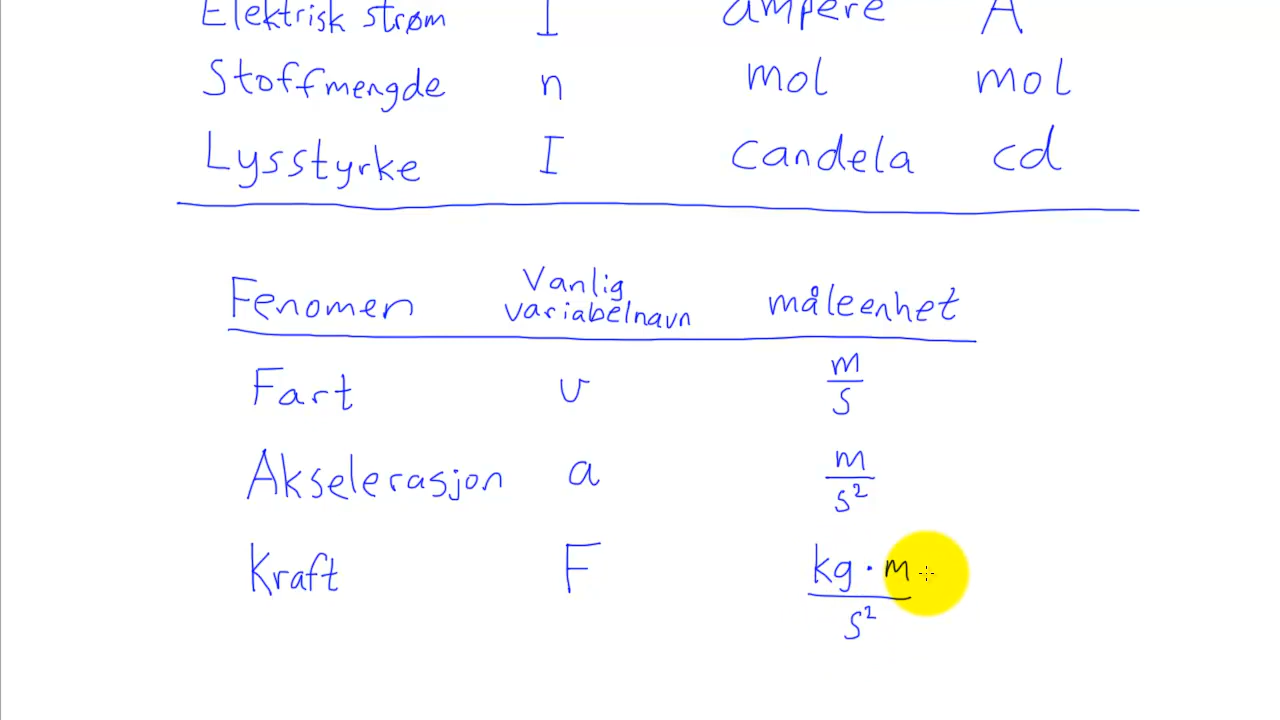 Elektrisk strøm I ampere A
Stoffmengde n mol mol
Lysstyrke I candela cd
Fenomen Vanlig variabelnavn måleenhet
Fart v m/s
Akselerasjon a m/s²
Kraft F kg · m/s²